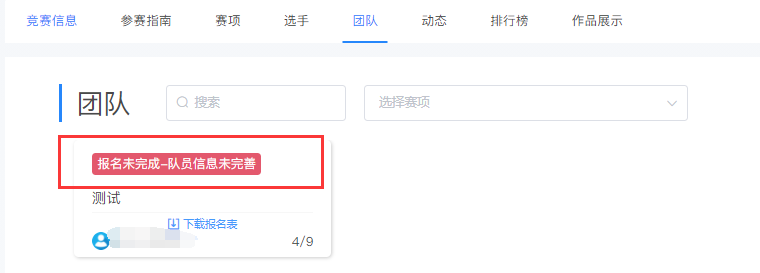 竞赛信息 参赛指南 赛项 选手 团队 动态 排行榜 作品展示
团队 搜索 选择赛项
报名未完成-队员信息未完善
测试
下载报名表
4/9